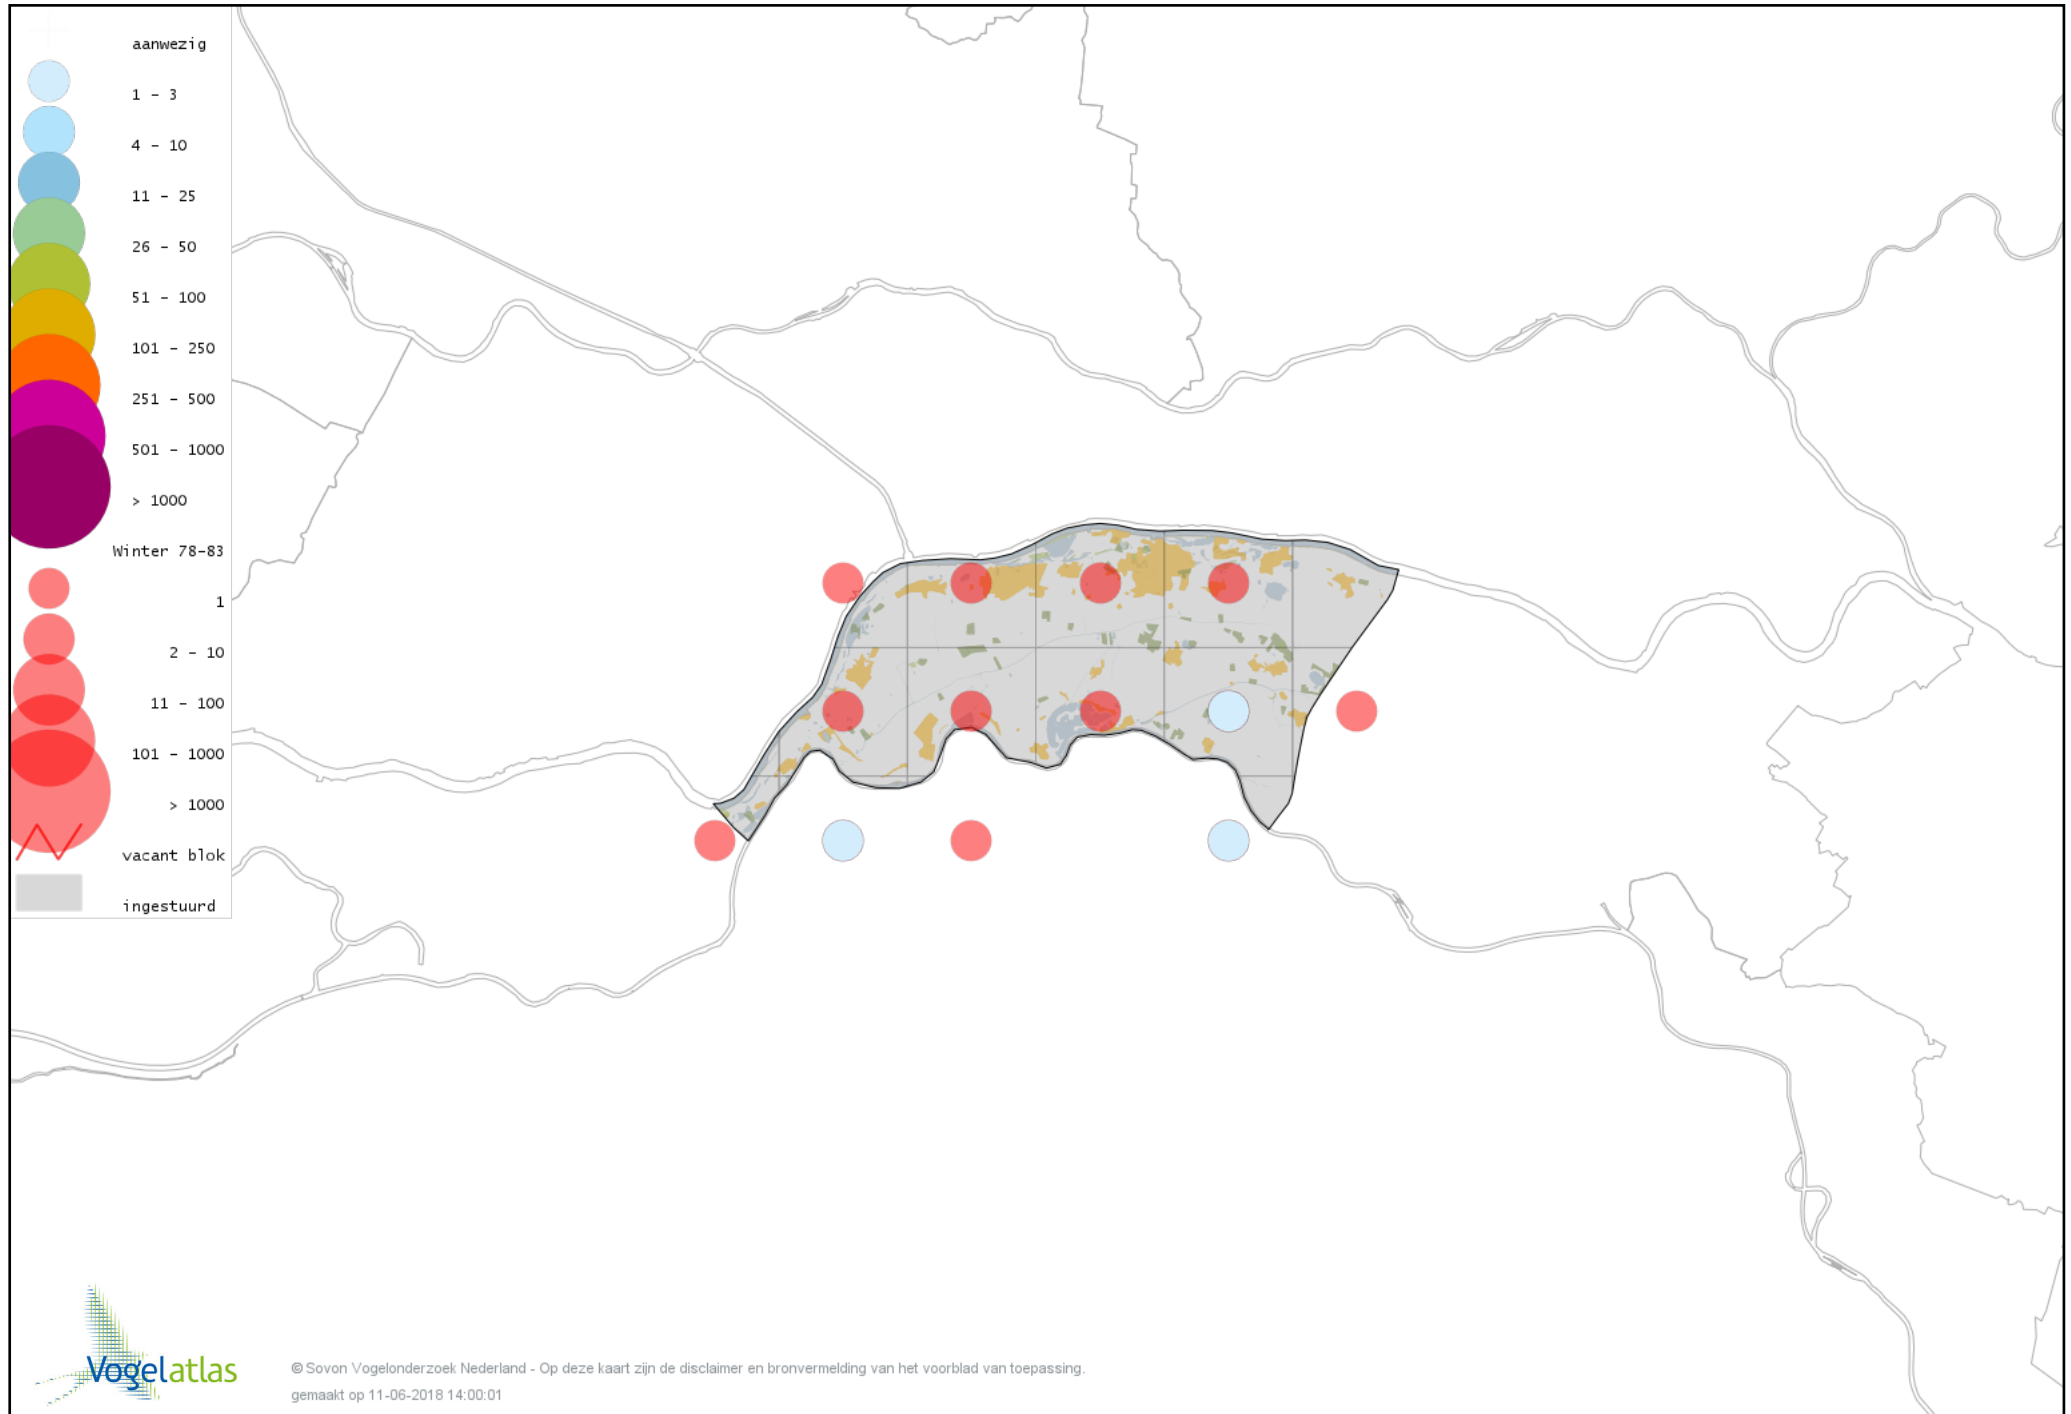 aanwezig
1 - 3
4 - 10
11 - 25
26 - 50
51 - 100
101 - 250
251 - 500
501 - 1000
> 1000
Winter 78-83
1
2 - 10
11 - 100
101 - 1000
> 1000
vacant blok
ingestuurd
Vogelatlas
© Sovon Vogelonderzoek Nederland - Op deze kaart zijn de disclaimer en bronvermelding van het voorblad van toepassing.
gemaakt op 11-06-2018 14:00:01